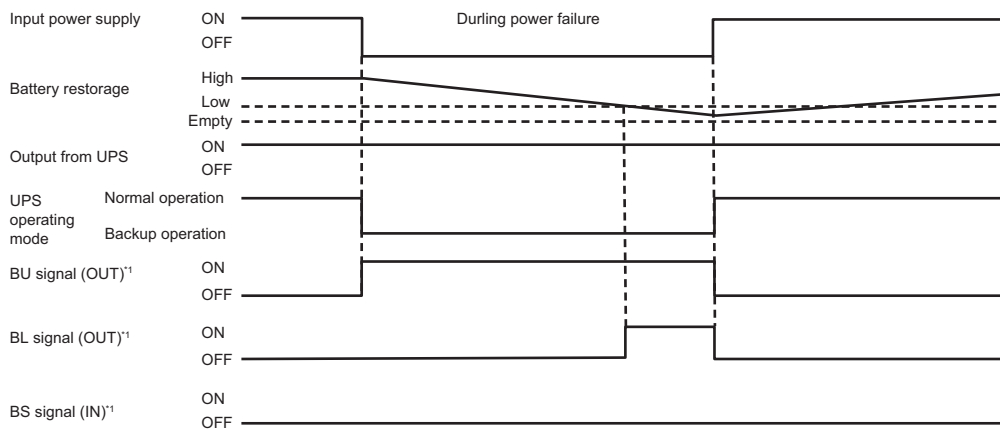 Input power supply ON During power failure
OFF
Battery restorage High
Low
Empty
Output from UPS ON
OFF
UPS operating mode Normal operation
Backup operation
BU signal (OUT)*1 ON
OFF
BL signal (OUT)*1 ON
OFF
BS signal (IN)*1 ON
OFF